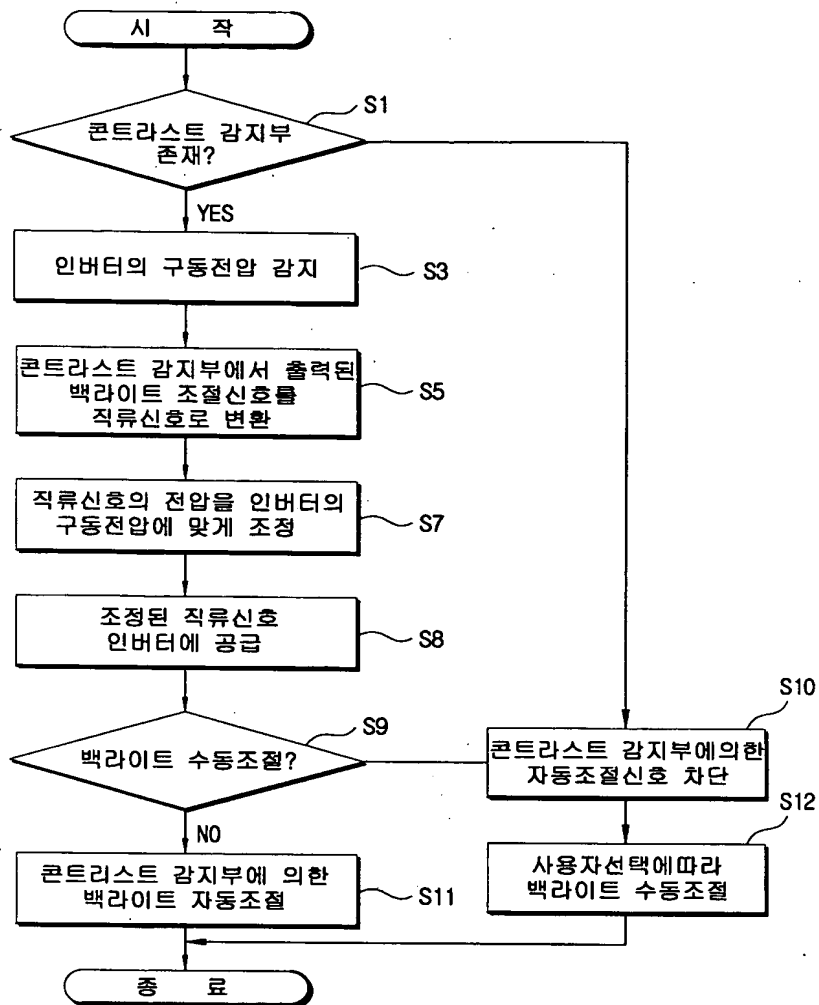 시 작
S1
콘트라스트 감지부
존재?
YES
인버터의 구동전압 감지
S3
콘트라스트 감지부에서 출력된
백라이트 조절신호를
직류신호로 변환
S5
직류신호의 전압을 인버터의
구동전압에 맞게 조정
S7
조정된 직류신호
인버터에 공급
S8
S9
백라이트 수동조절?
S10
콘트라스트 감지부에의한
자동조절신호 차단
NO
S12
콘트리스트 감지부에 의한
백라이트 자동조절
S11
사용자선택에따라
백라이트 수동조절
종 료